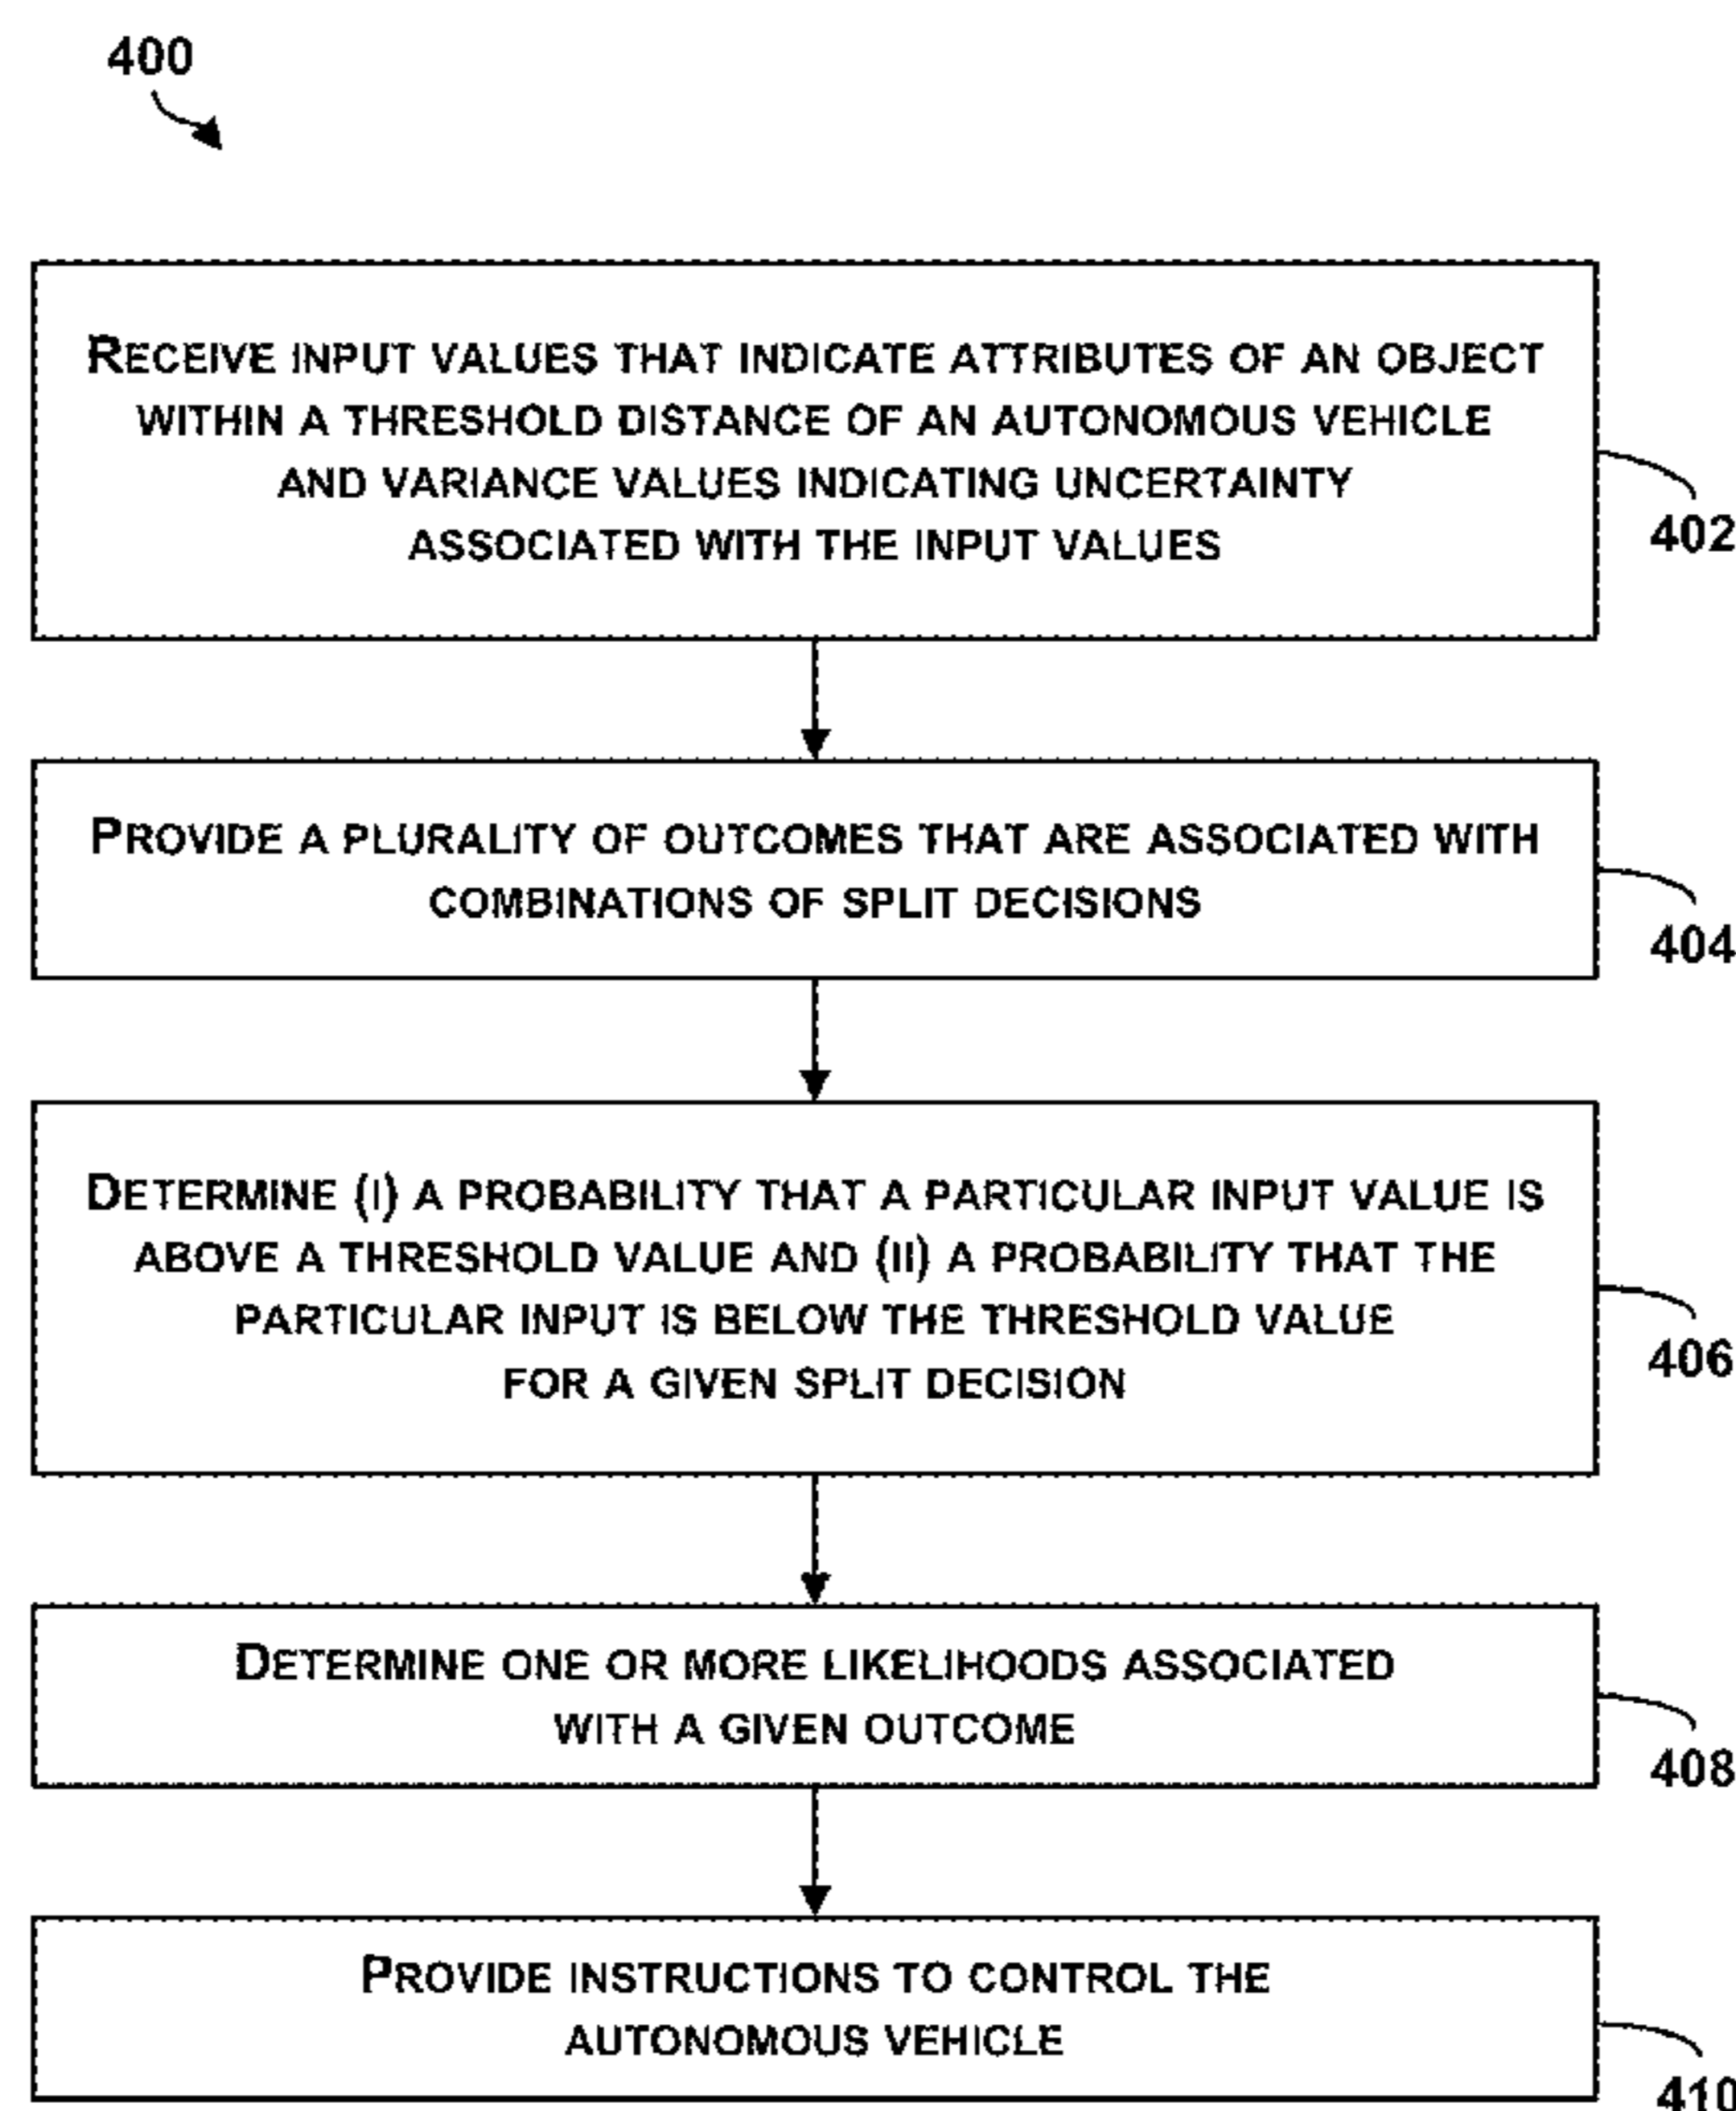 400
RECEIVE INPUT VALUES THAT INDICATE ATTRIBUTES OF AN OBJECT
WITHIN A THRESHOLD DISTANCE OF AN AUTONOMOUS VEHICLE
AND VARIANCE VALUES INDICATING UNCERTAINTY
ASSOCIATED WITH THE INPUT VALUES
402
PROVIDE A PLURALITY OF OUTCOMES THAT ARE ASSOCIATED WITH
COMBINATIONS OF SPLIT DECISIONS
404
DETERMINE (I) A PROBABILITY THAT A PARTICULAR INPUT VALUE IS
ABOVE A THRESHOLD VALUE AND (II) A PROBABILITY THAT THE
PARTICULAR INPUT IS BELOW THE THRESHOLD VALUE
FOR A GIVEN SPLIT DECISION
406
DETERMINE ONE OR MORE LIKELIHOODS ASSOCIATED
WITH A GIVEN OUTCOME
408
PROVIDE INSTRUCTIONS TO CONTROL THE
AUTONOMOUS VEHICLE
410